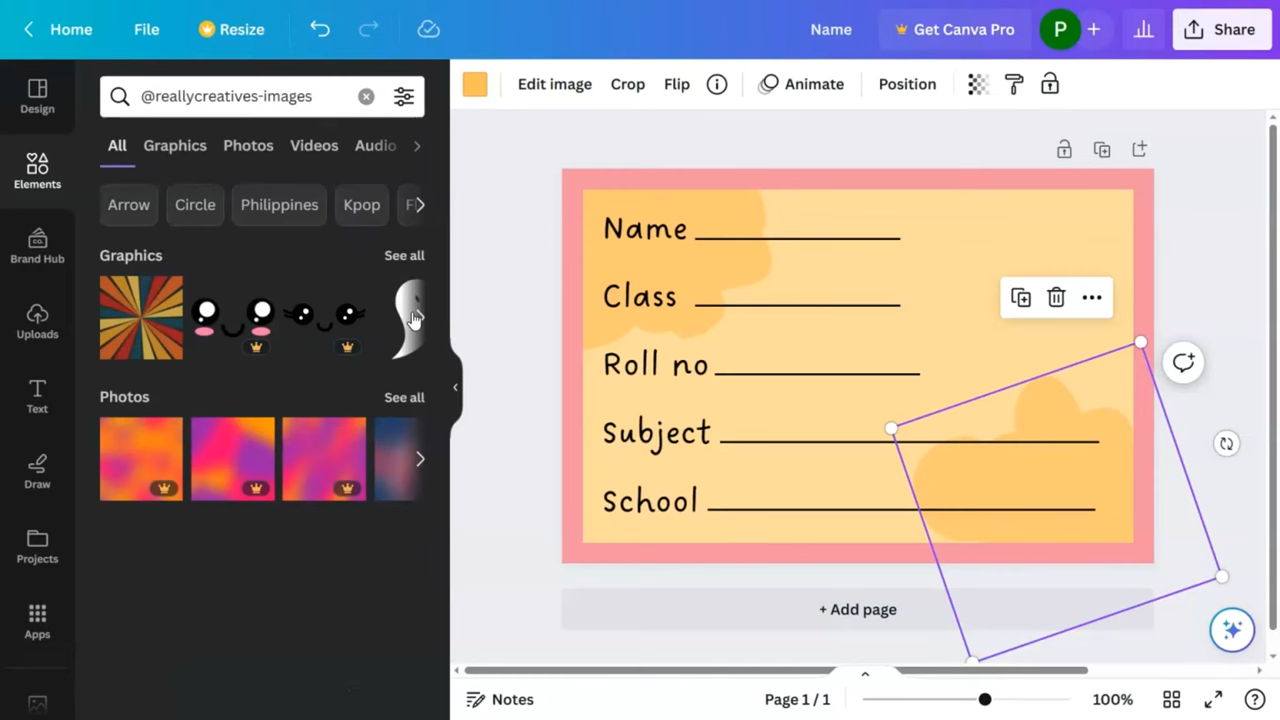 Home File Resize Name Get Canva Pro P + Share
@reallycreatives-images
Edit image Crop Flip Animate Position
Design
Elements
Brand Hub
Uploads
Text
Draw
Projects
Apps
All Graphics Photos Videos Audio
Arrow Circle Philippines Kpop
Graphics See all
Photos See all
Name
Class
Roll no
Subject
School
+ Add page
Notes Page 1 / 1 100%